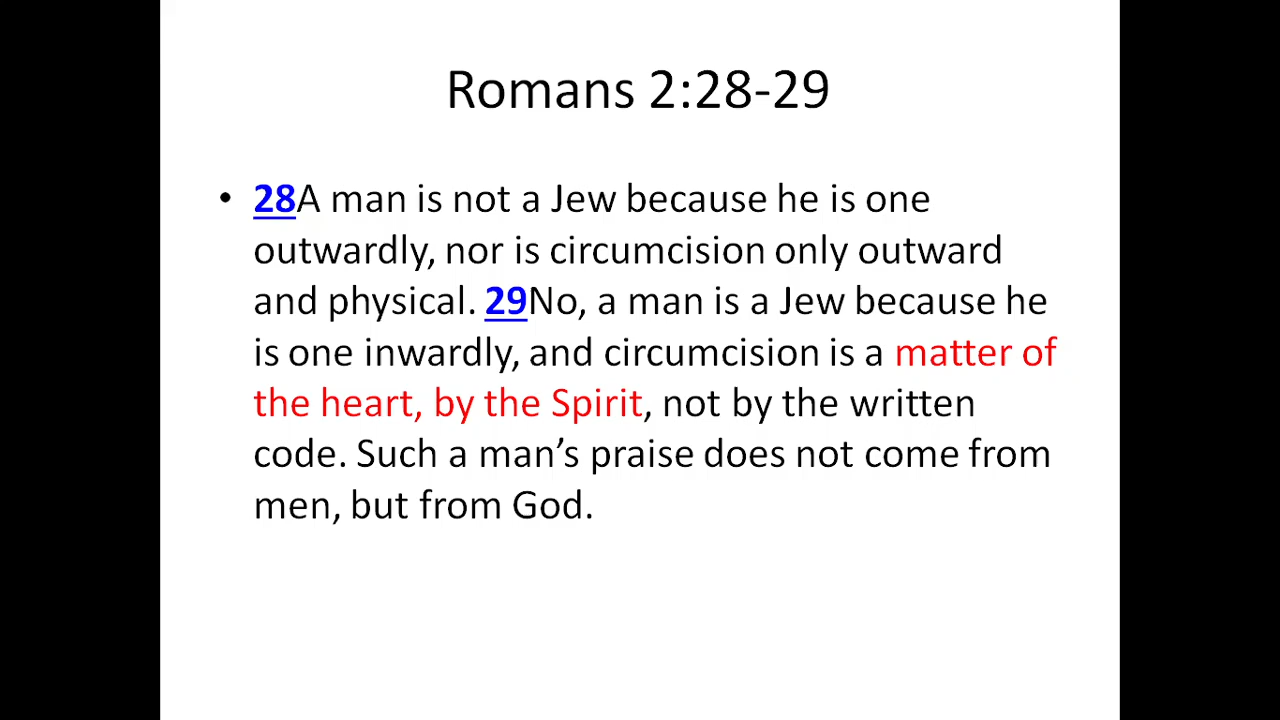 Romans 2:28-29
• 28A man is not a Jew because he is one
outwardly, nor is circumcision only outward
and physical. 29No, a man is a Jew because he
is one inwardly, and circumcision is a matter of
the heart, by the Spirit, not by the written
code. Such a man’s praise does not come from
men, but from God.